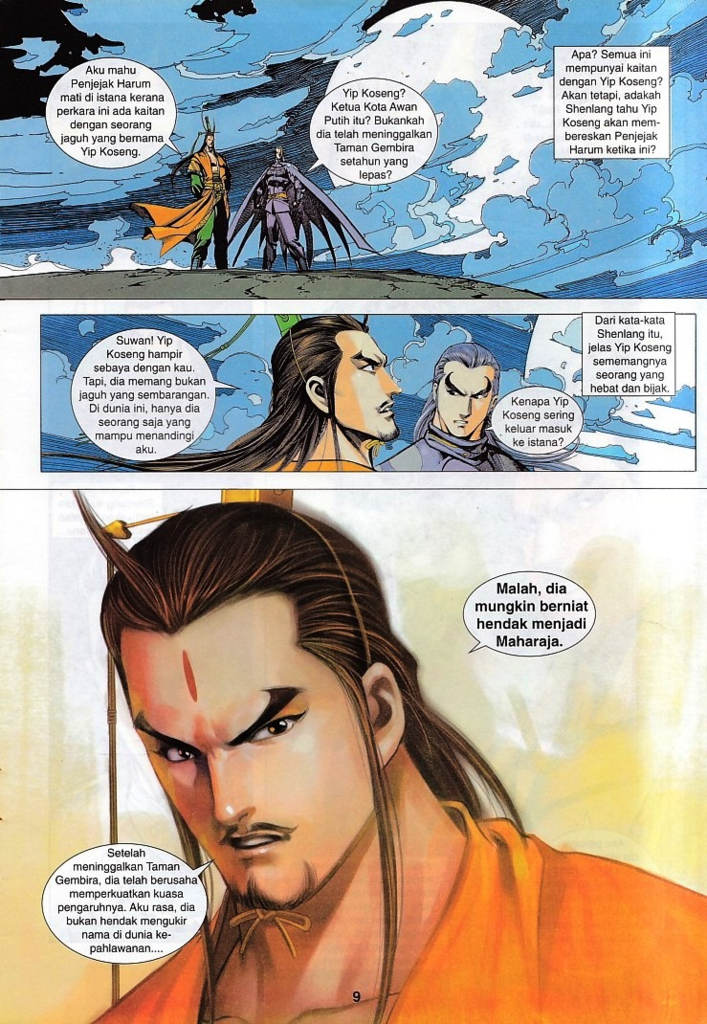 Aku mahu
Penjejak Harum
mati di istana kerana
perkara ini ada kaitan
dengan seorang
jaguh yang bernama
Yip Koseng.
Yip Koseng?
Ketua Kota Awan
Putih itu? Bukankah
dia telah meninggalkan
Taman Gembira
setahun yang
lepas?
Apa? Semua ini
mempunyai kaitan
dengan Yip Koseng?
Akan tetapi, adakah
Shenlang tahu Yip
Koseng akan mem-
bereskan Penjejak
Harum ketika ini?
Suwan! Yip
Koseng hampir
sebaya dengan kau.
Tapi, dia memang bukan
jaguh yang sembarangan.
Di dunia ini, hanya dia
seorang saja yang
mampu menandingi
aku.
Kenapa Yip
Koseng sering
keluar masuk
ke istana?
Dari kata-kata
Shenlang itu,
jelas Yip Koseng
sememangnya
seorang yang
hebat dan bijak.
Malah, dia
mungkin berniat
hendak menjadi
Maharaja.
Setelah
meninggalkan Taman
Gembira, dia telah berusaha
memperkuatkan kuasa
pengaruhnya. Aku rasa, dia
bukan hendak mengukir
nama di dunia ke-
pahlawanan....
9